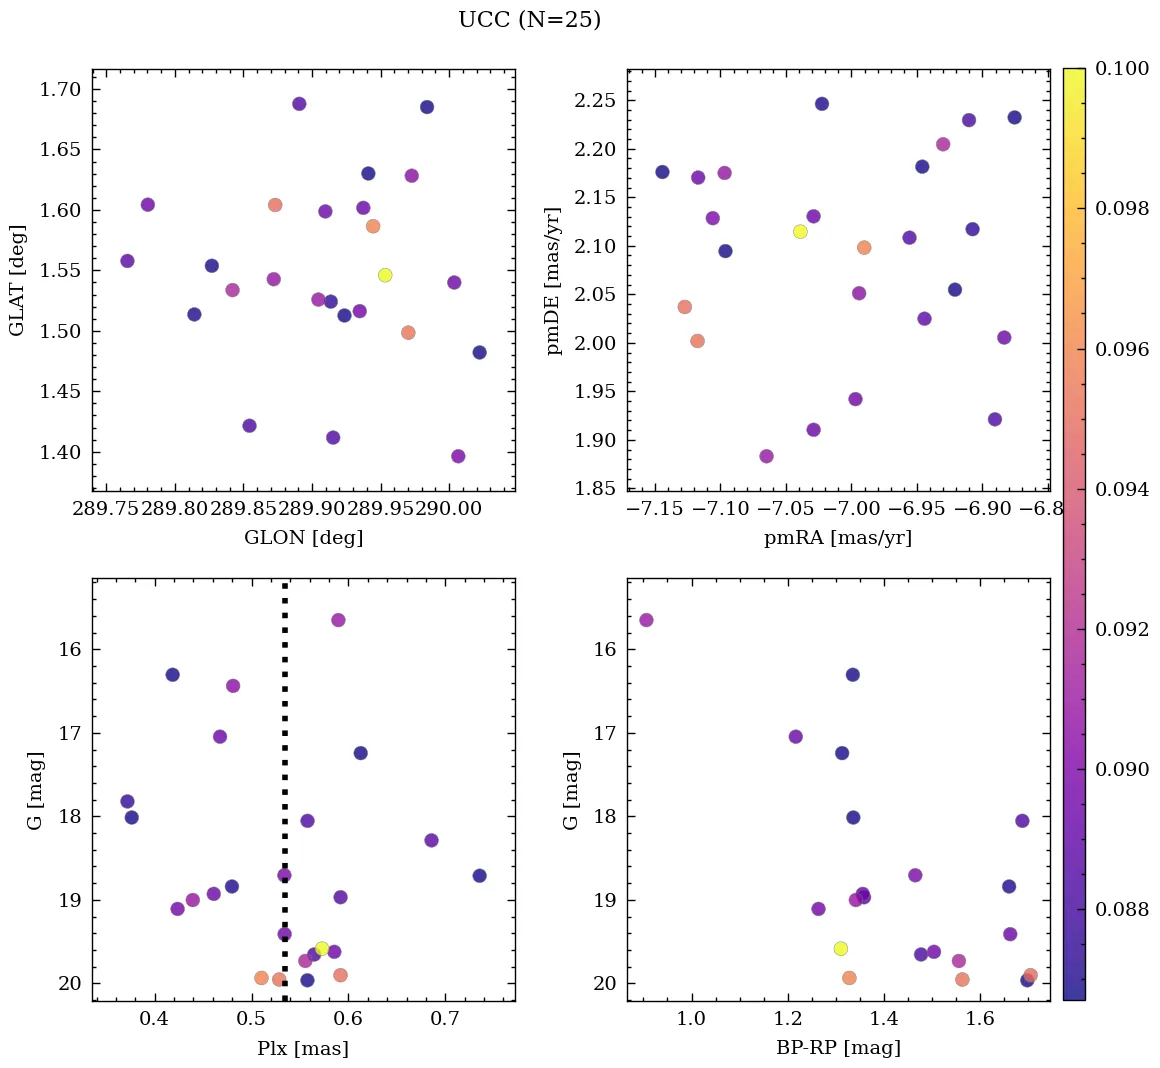 UCC (N=25)
1.70
1.65
1.60
1.55
1.50
1.45
1.40
GLAT [deg]
289.75 289.80 289.85 289.90 289.95 290.00
GLON [deg]
2.25
2.20
2.15
2.10
2.05
2.00
1.95
1.90
1.85
pmDE [mas/yr]
−7.15 −7.10 −7.05 −7.00 −6.95 −6.90 −6.8
pmRA [mas/yr]
16
17
18
19
20
G [mag]
0.4 0.5 0.6 0.7
Plx [mas]
16
17
18
19
20
G [mag]
1.0 1.2 1.4 1.6
BP-RP [mag]
0.100
0.098
0.096
0.094
0.092
0.090
0.088